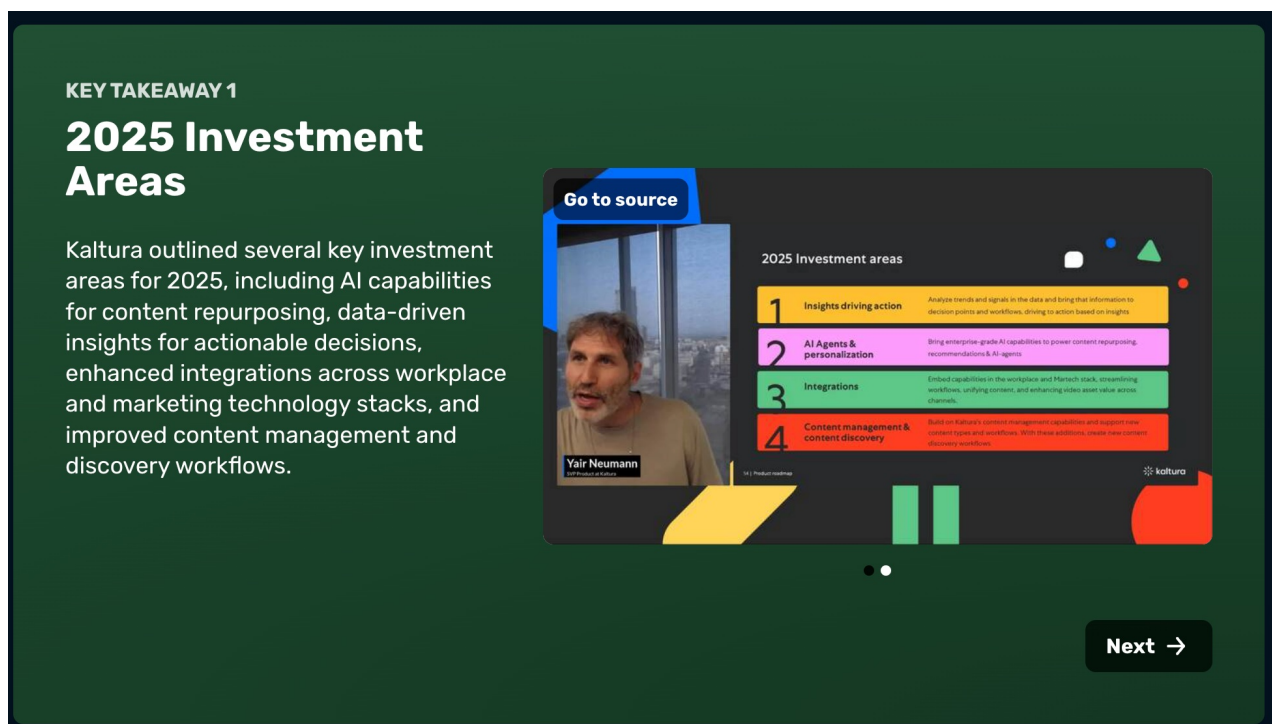 KEY TAKEAWAY 1
2025 Investment
Areas
Kaltura outlined several key investment
areas for 2025, including AI capabilities
for content repurposing, data-driven
insights for actionable decisions,
enhanced integrations across workplace
and marketing technology stacks, and
improved content management and
discovery workflows.
Go to source
Yair Neumann
SVP Product at Kaltura
2025 Investment areas
1
Insights driving action
Analyze trends and signals in the data and bring that information to
decision points and workflows, driving to action based on insights
2
AI Agents &
personalization
Bring enterprise-grade AI capabilities to power content repurposing,
recommendations & AI-agents
3
Integrations
Embed capabilities in the workplace and Martech stack, streamlining
workflows, unifying content, and enhancing video asset value across
channels.
4
Content management &
content discovery
Build on Kaltura's content management capabilities and support new
content types and workflows. With these additions, create new content
discovery workflows
14 | Product roadmap
kaltura
Next